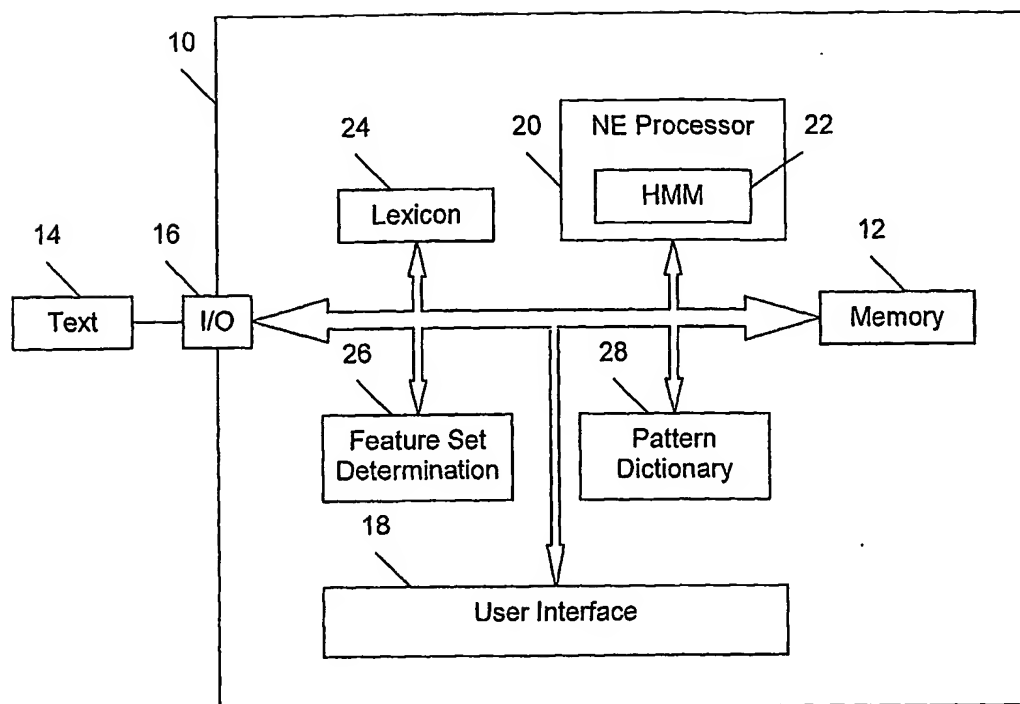 10
24
20
NE Processor
22
HMM
Lexicon
14
16
12
Text
I/O
Memory
26
28
Feature Set
Determination
Pattern
Dictionary
18
User Interface